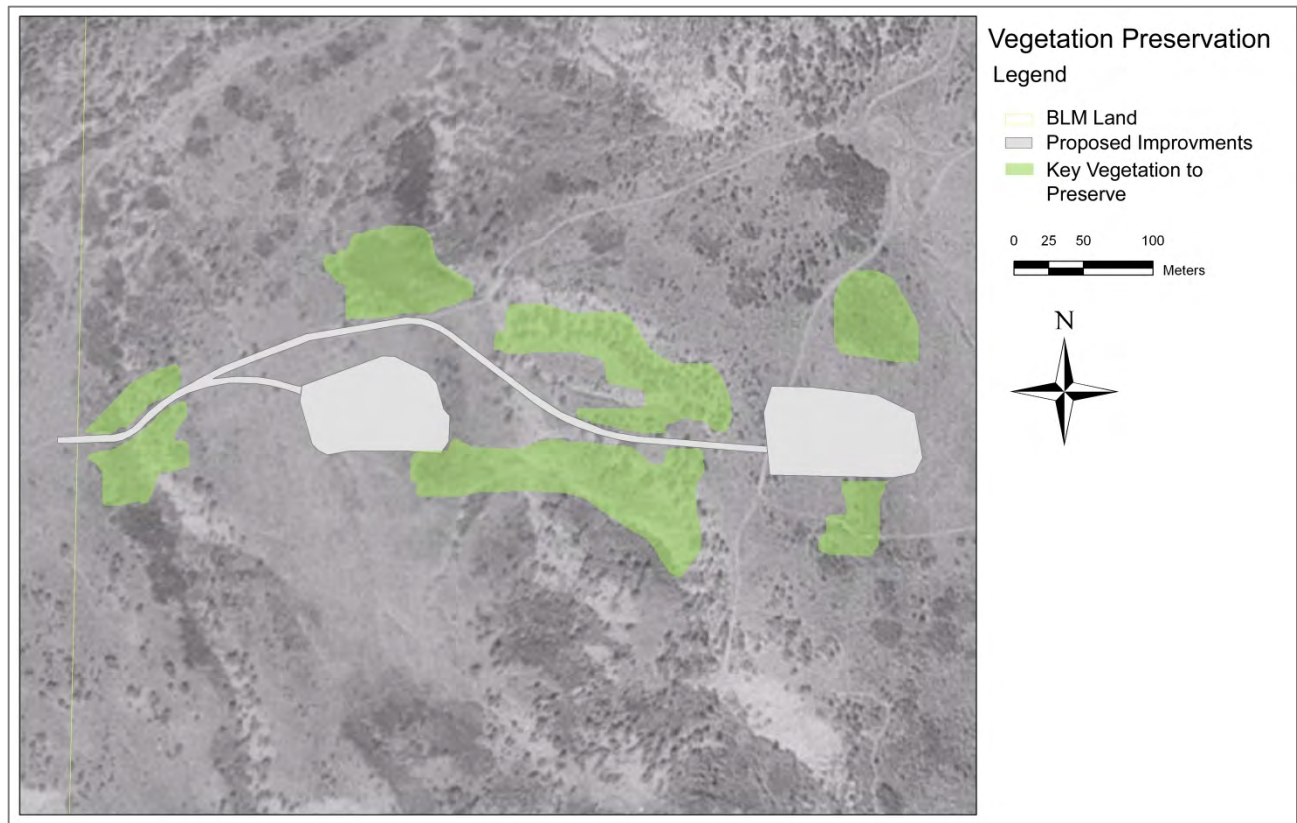 Vegetation Preservation
Legend
BLM Land
Proposed Improvments
Key Vegetation to
Preserve
0 25 50 100
Meters
N